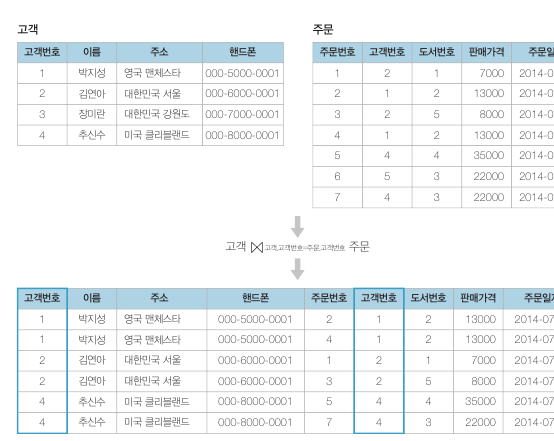 고객
고객번호 이름 주소 핸드폰
1 박지성 영국 맨체스타 000-5000-0001
2 김연아 대한민국 서울 000-6000-0001
3 장미란 대한민국 강원도 000-7000-0001
4 추신수 미국 클리블랜드 000-8000-0001
주문
주문번호 고객번호 도서번호 판매가격 주문일
1 2 1 7000 2014-0
2 1 2 13000 2014-0
3 2 5 8000 2014-0
4 1 2 13000 2014-0
5 4 4 35000 2014-0
6 5 3 22000 2014-0
7 4 3 22000 2014-0
고객 ⋈ 고객.고객번호=주문.고객번호 주문
고객번호 이름 주소 핸드폰 주문번호 고객번호 도서번호 판매가격 주문일
1 박지성 영국 맨체스타 000-5000-0001 2 1 2 13000 2014-07
1 박지성 영국 맨체스타 000-5000-0001 4 1 2 13000 2014-07
2 김연아 대한민국 서울 000-6000-0001 1 2 1 7000 2014-07
2 김연아 대한민국 서울 000-6000-0001 3 2 5 8000 2014-07
4 추신수 미국 클리블랜드 000-8000-0001 5 4 4 35000 2014-07
4 추신수 미국 클리블랜드 000-8000-0001 7 4 3 22000 2014-07